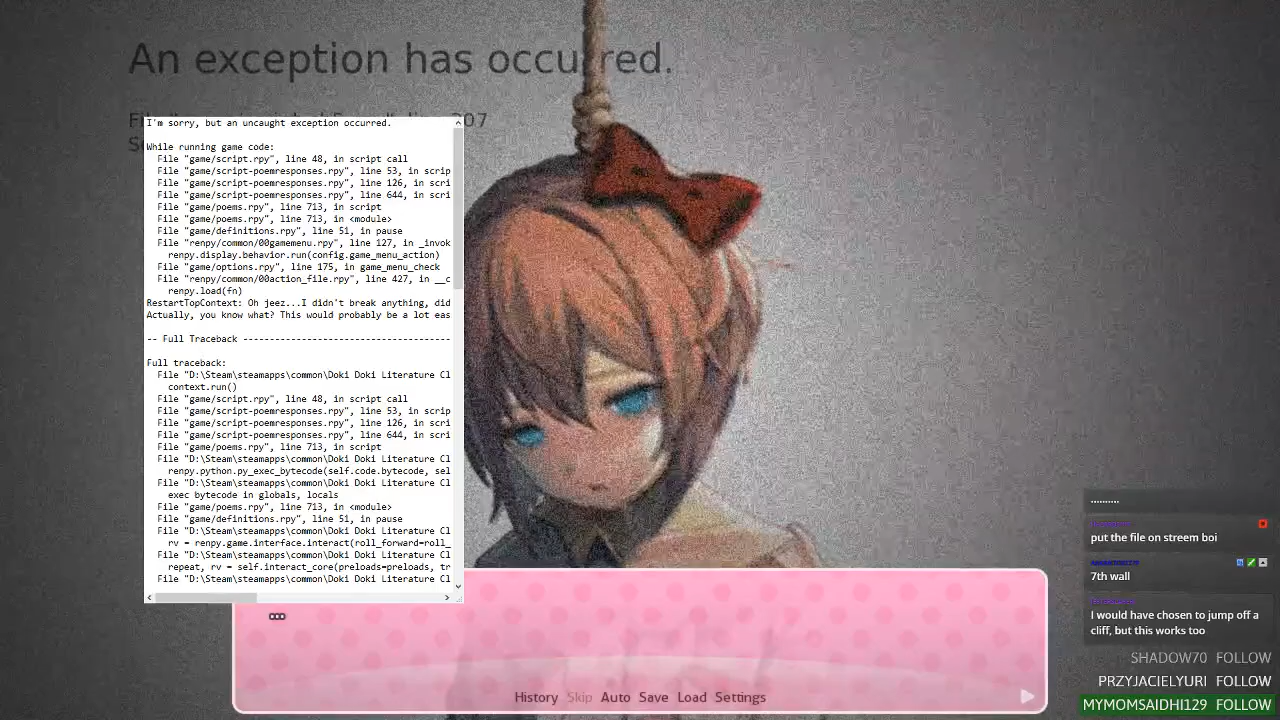 An exception has occurred.
I'm sorry, but an uncaught exception occurred.
While running game code:
File "game/script.rpy", line 48, in script call
File "game/script-poemresponses.rpy", line 53, in scrip
File "game/script-poemresponses.rpy", line 126, in scri
File "game/script-poemresponses.rpy", line 644, in scri
File "game/poems.rpy", line 713, in script
File "game/poems.rpy", line 713, in <module>
File "game/definitions.rpy", line 51, in pause
File "renpy/common/00gamemenu.rpy", line 127, in _invok
renpy.display.behavior.run(config.game_menu_action)
File "game/options.rpy", line 175, in game_menu_check
File "renpy/common/00action_file.rpy", line 427, in __c
renpy.load(fn)
RestartTopContext: Oh jeez...I didn't break anything, did
Actually, you know what? This would probably be a lot eas
-- Full Traceback ------------------------------------
Full traceback:
File "D:\Steam\steamapps\common\Doki Doki Literature Cl
context.run()
File "game/script.rpy", line 48, in script call
File "game/script-poemresponses.rpy", line 53, in scrip
File "game/script-poemresponses.rpy", line 126, in scri
File "game/script-poemresponses.rpy", line 644, in scri
File "game/poems.rpy", line 713, in script
File "D:\Steam\steamapps\common\Doki Doki Literature Cl
renpy.python.py_exec_bytecode(self.code.bytecode, sel
File "D:\Steam\steamapps\common\Doki Doki Literature Cl
exec bytecode in globals, locals
File "game/poems.rpy", line 713, in <module>
File "game/definitions.rpy", line 51, in pause
File "D:\Steam\steamapps\common\Doki Doki Literature Cl
rv = renpy.game.interface.interact(roll_forward=roll_
File "D:\Steam\steamapps\common\Doki Doki Literature Cl
repeat, rv = self.interact_core(preloads=preloads, tr
File "D:\Steam\steamapps\common\Doki Doki Literature Cl
...
History Skip Auto Save Load Settings
..........
put the file on streem boi
7th wall
I would have chosen to jump off a
cliff, but this works too
SHADOW70 FOLLOW
PRZYJACIELYURI FOLLOW
MYMOMSAIDHI129 FOLLOW